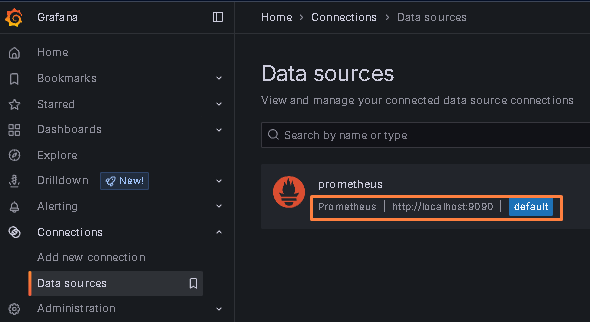 Grafana
Home > Connections > Data sources
Home
Bookmarks
Starred
Dashboards
Explore
Drilldown New!
Alerting
Connections
Add new connection
Data sources
Administration
Data sources
View and manage your connected data source connections
Search by name or type
prometheus
Prometheus | http://localhost:9090 | default